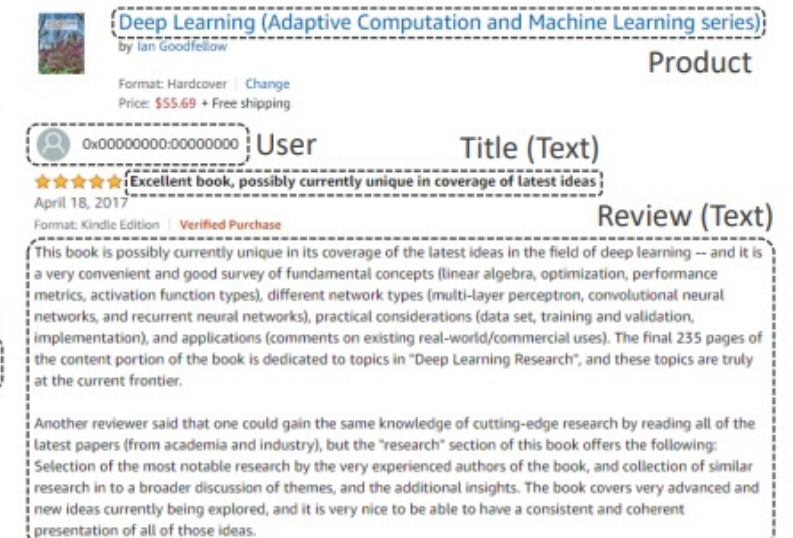 Deep Learning (Adaptive Computation and Machine Learning series)
by Ian Goodfellow
Product
Format: Hardcover | Change
Price: $55.69 + Free shipping
0x00000000:00000000 User Title (Text)
Excellent book, possibly currently unique in coverage of latest ideas
April 18, 2017
Review (Text)
Format: Kindle Edition | Verified Purchase
This book is possibly currently unique in its coverage of the latest ideas in the field of deep learning -- and it is
a very convenient and good survey of fundamental concepts (linear algebra, optimization, performance
metrics, activation function types), different network types (multi-layer perceptron, convolutional neural
networks, and recurrent neural networks), practical considerations (data set, training and validation,
implementation), and applications (comments on existing real-world/commercial uses). The final 235 pages of
the content portion of the book is dedicated to topics in "Deep Learning Research", and these topics are truly
at the current frontier.
Another reviewer said that one could gain the same knowledge of cutting-edge research by reading all of the
latest papers (from academia and industry), but the "research" section of this book offers the following:
Selection of the most notable research by the very experienced authors of the book, and collection of similar
research in to a broader discussion of themes, and the additional insights. The book covers very advanced and
new ideas currently being explored, and it is very nice to be able to have a consistent and coherent
presentation of all of those ideas.